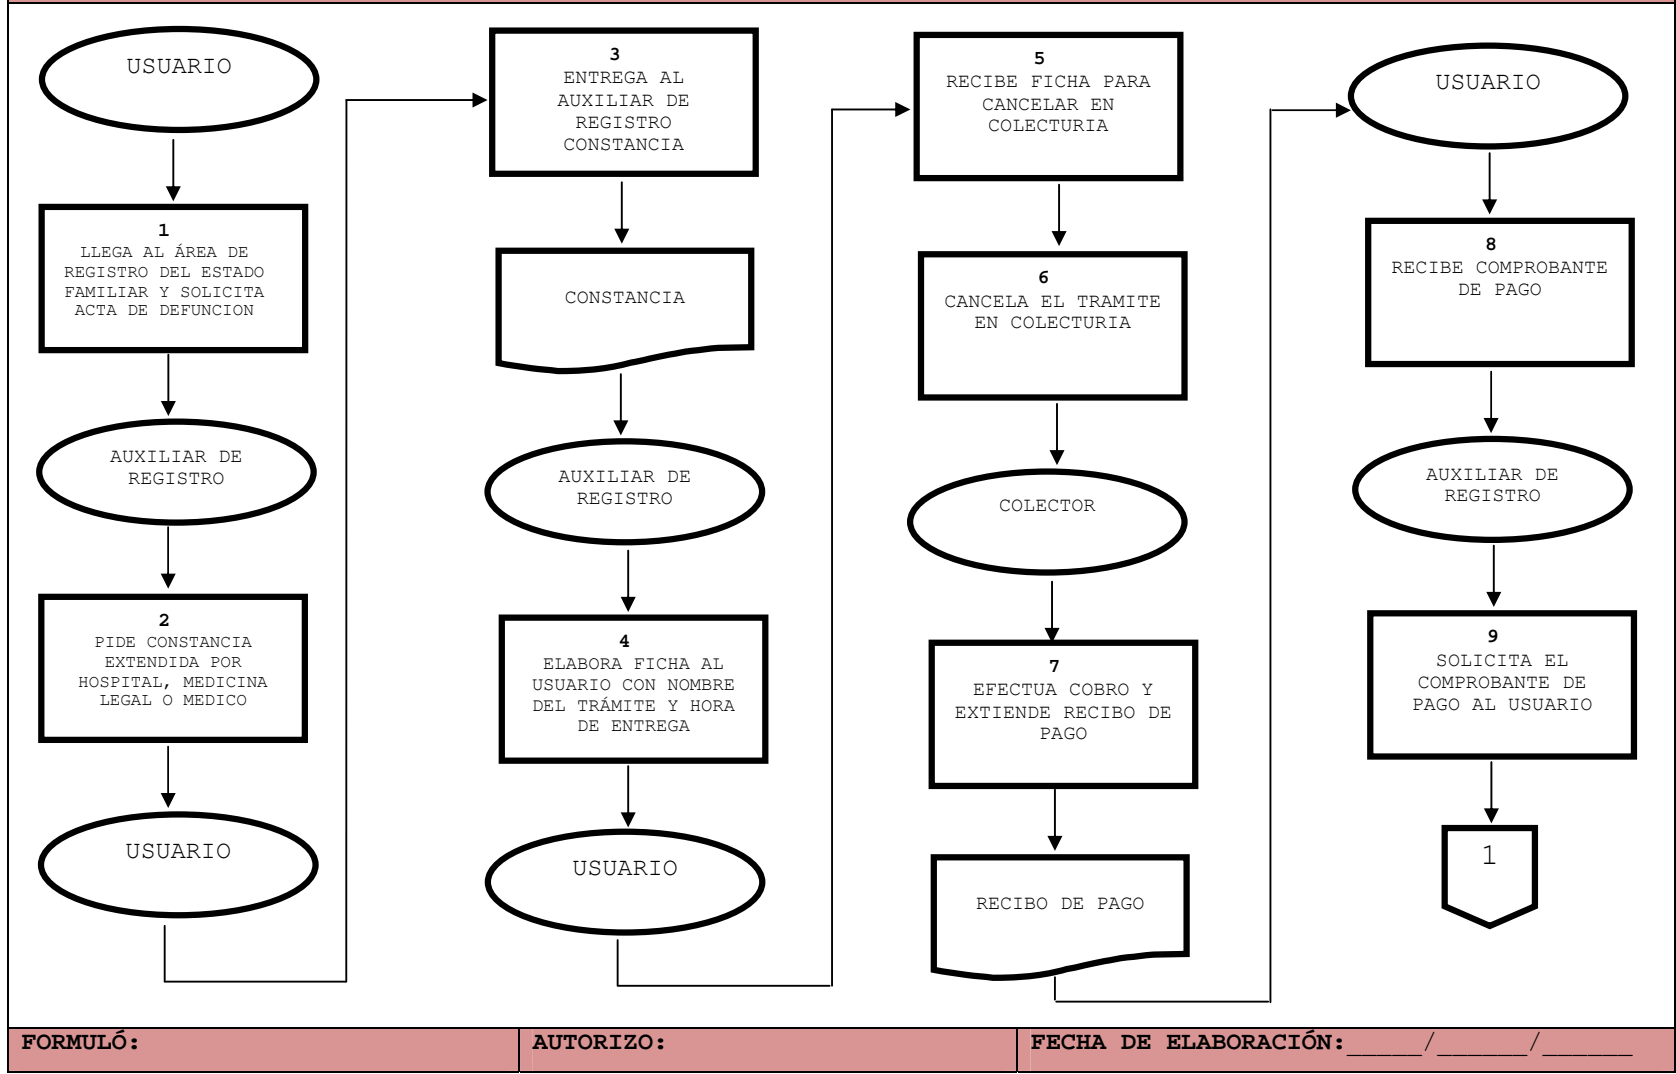 USUARIO
1
LLEGA AL ÁREA DE
REGISTRO DEL ESTADO
FAMILIAR Y SOLICITA
ACTA DE DEFUNCION
AUXILIAR DE
REGISTRO
2
PIDE CONSTANCIA
EXTENDIDA POR
HOSPITAL, MEDICINA
LEGAL O MEDICO
USUARIO
3
ENTREGA AL
AUXILIAR DE
REGISTRO
CONSTANCIA
CONSTANCIA
AUXILIAR DE
REGISTRO
4
ELABORA FICHA AL
USUARIO CON NOMBRE
DEL TRÁMITE Y HORA
DE ENTREGA
USUARIO
5
RECIBE FICHA PARA
CANCELAR EN
COLECTURIA
6
CANCELA EL TRAMITE
EN COLECTURIA
COLECTOR
7
EFECTUA COBRO Y
EXTIENDE RECIBO DE
PAGO
RECIBO DE PAGO
USUARIO
8
RECIBE COMPROBANTE
DE PAGO
AUXILIAR DE
REGISTRO
9
SOLICITA EL
COMPROBANTE DE
PAGO AL USUARIO
1
FORMULÓ:
AUTORIZO:
FECHA DE ELABORACIÓN:_____/______/______